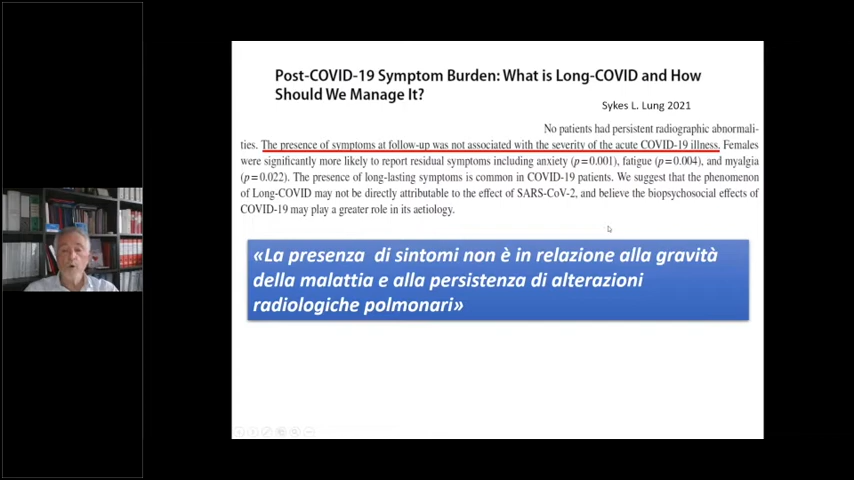 Post-COVID-19 Symptom Burden: What is Long-COVID and How
Should We Manage It?
Sykes L. Lung 2021
No patients had persistent radiographic abnormali-
ties. The presence of symptoms at follow-up was not associated with the severity of the acute COVID-19 illness. Females
were significantly more likely to report residual symptoms including anxiety (p=0.001), fatigue (p=0.004), and myalgia
(p=0.022). The presence of long-lasting symptoms is common in COVID-19 patients. We suggest that the phenomenon
of Long-COVID may not be directly attributable to the effect of SARS-CoV-2, and believe the biopsychosocial effects of
COVID-19 may play a greater role in its aetiology.
«La presenza di sintomi non è in relazione alla gravità
della malattia e alla persistenza di alterazioni
radiologiche polmonari»